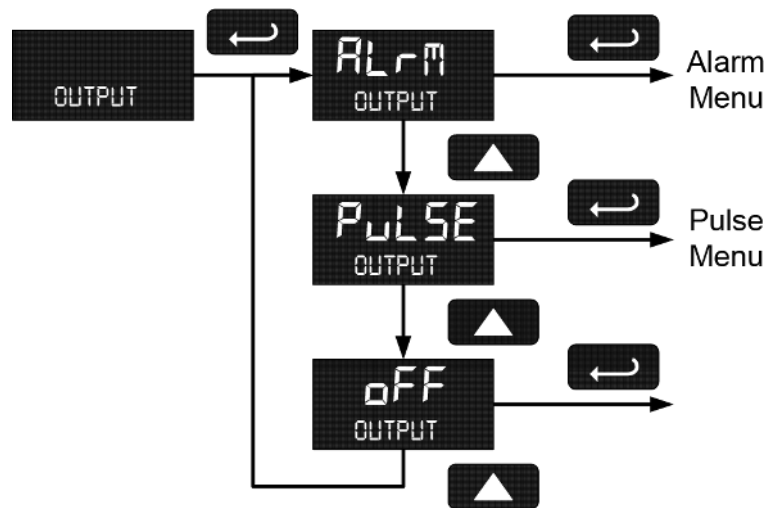 OUTPUT
ALrM
OUTPUT
Alarm
Menu
PuLSE
OUTPUT
Pulse
Menu
oFF
OUTPUT